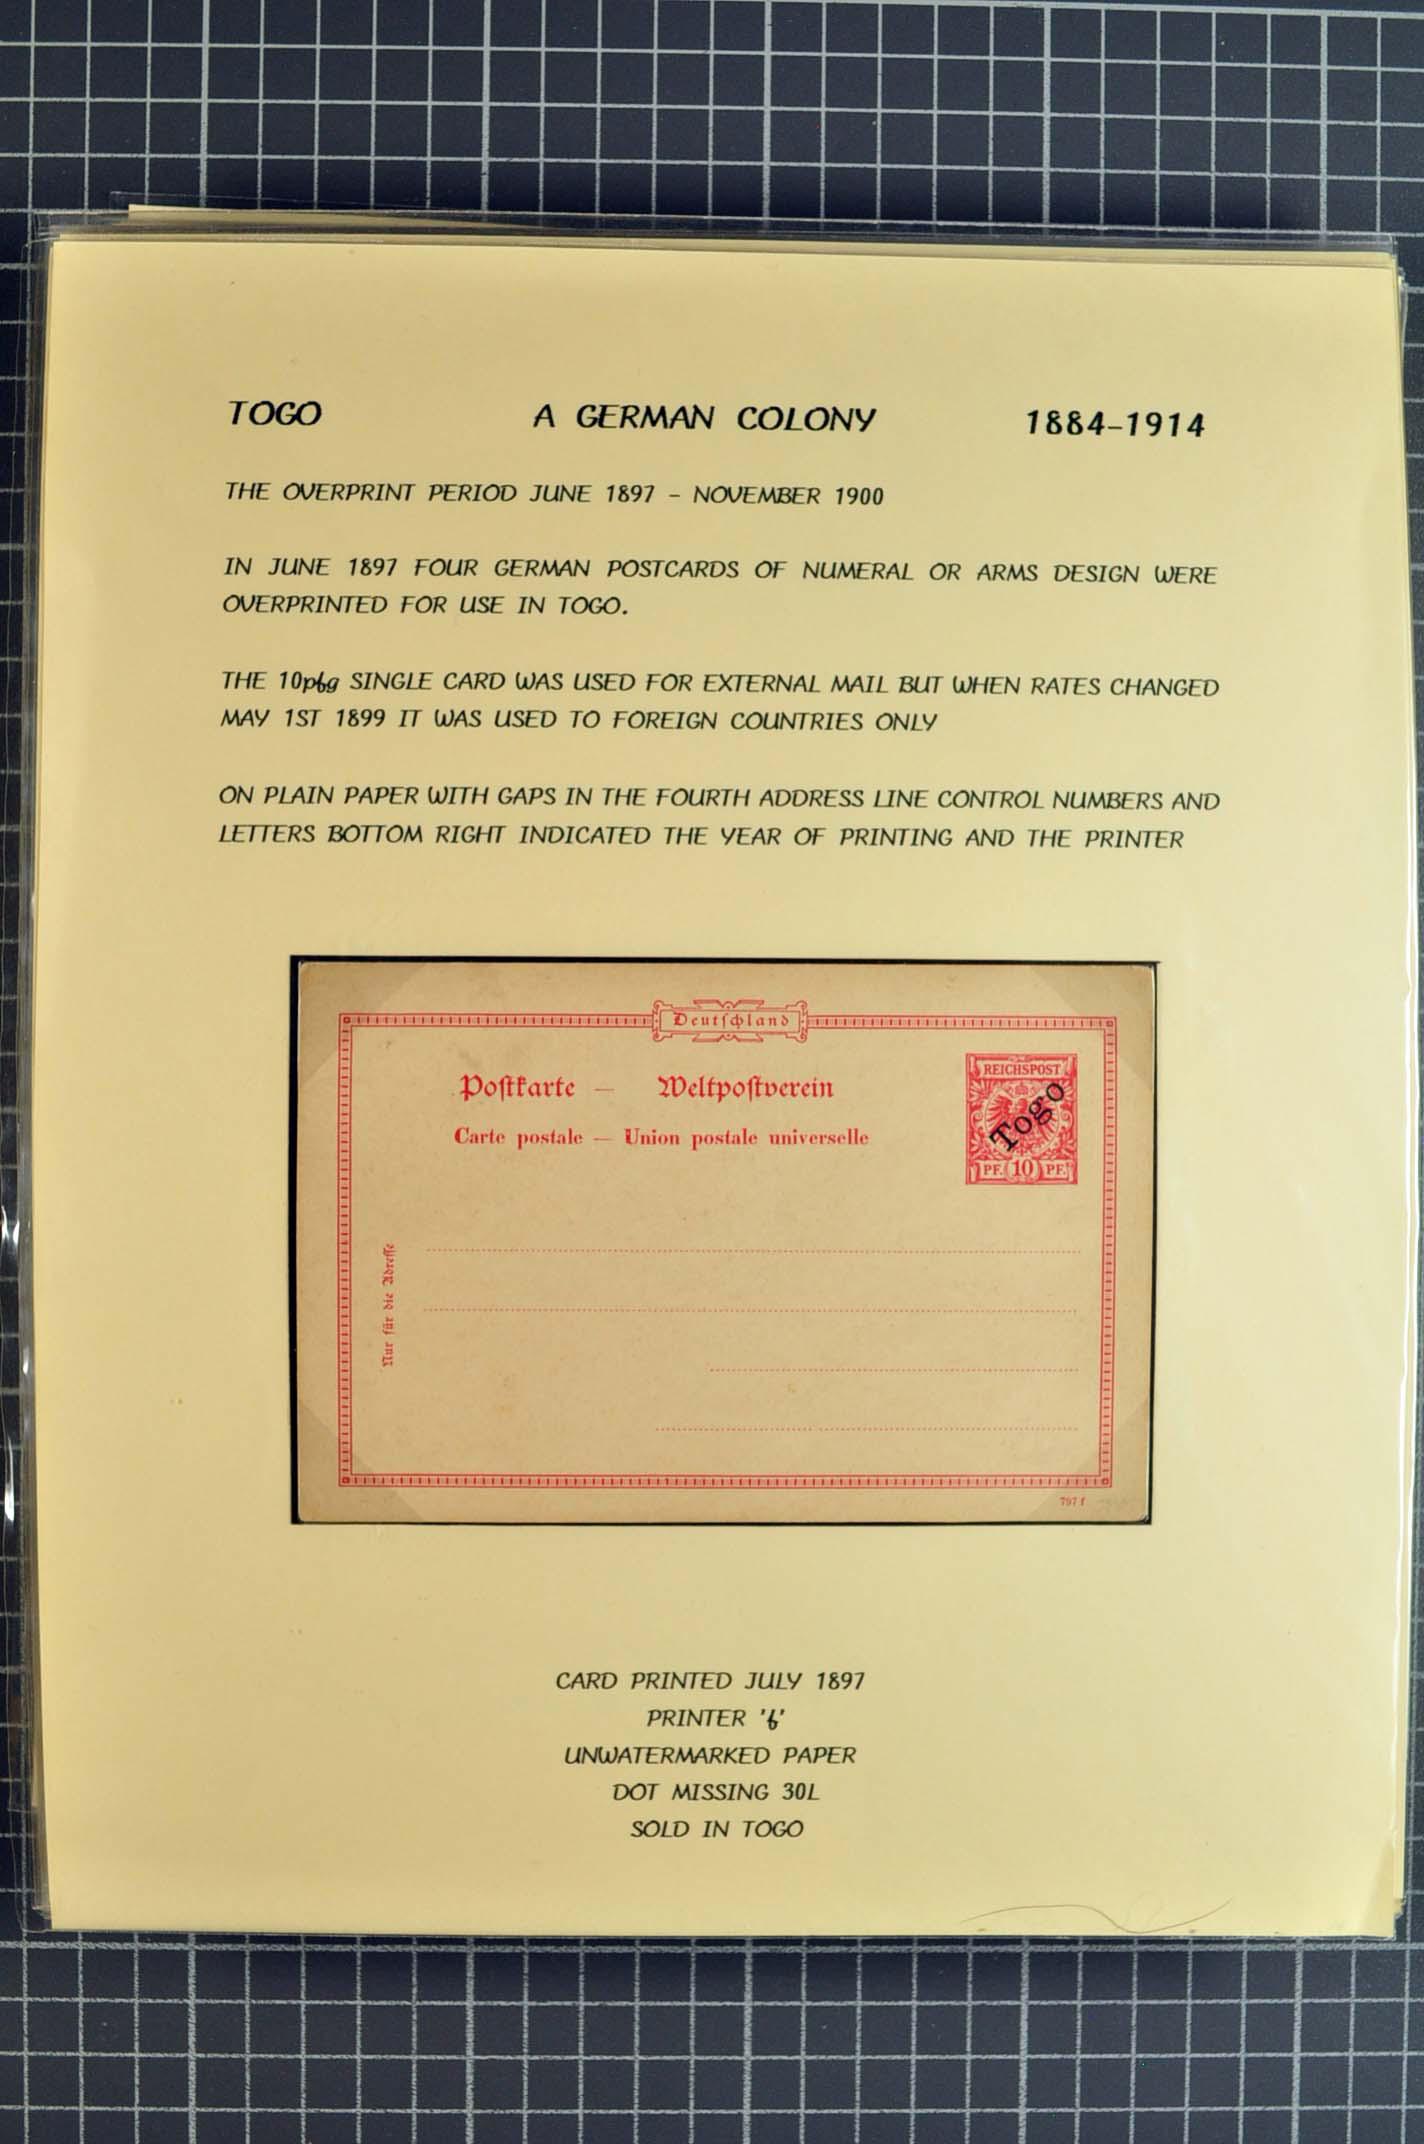 TOGO A GERMAN COLONY 1884-1914
THE OVERPRINT PERIOD JUNE 1897 - NOVEMBER 1900
IN JUNE 1897 FOUR GERMAN POSTCARDS OF NUMERAL OR ARMS DESIGN WERE
OVERPRINTED FOR USE IN TOGO.
THE 10pfg SINGLE CARD WAS USED FOR EXTERNAL MAIL BUT WHEN RATES CHANGED
MAY 1ST 1899 IT WAS USED TO FOREIGN COUNTRIES ONLY
ON PLAIN PAPER WITH GAPS IN THE FOURTH ADDRESS LINE CONTROL NUMBERS AND
LETTERS BOTTOM RIGHT INDICATED THE YEAR OF PRINTING AND THE PRINTER
Deutschland
Postkarte — Weltpostverein
Carte postale — Union postale universelle
REICHSPOST
Togo
PF. 10 PF.
Nur für die Adresse
797 f
CARD PRINTED JULY 1897
PRINTER 'f'
UNWATERMARKED PAPER
DOT MISSING 30L
SOLD IN TOGO